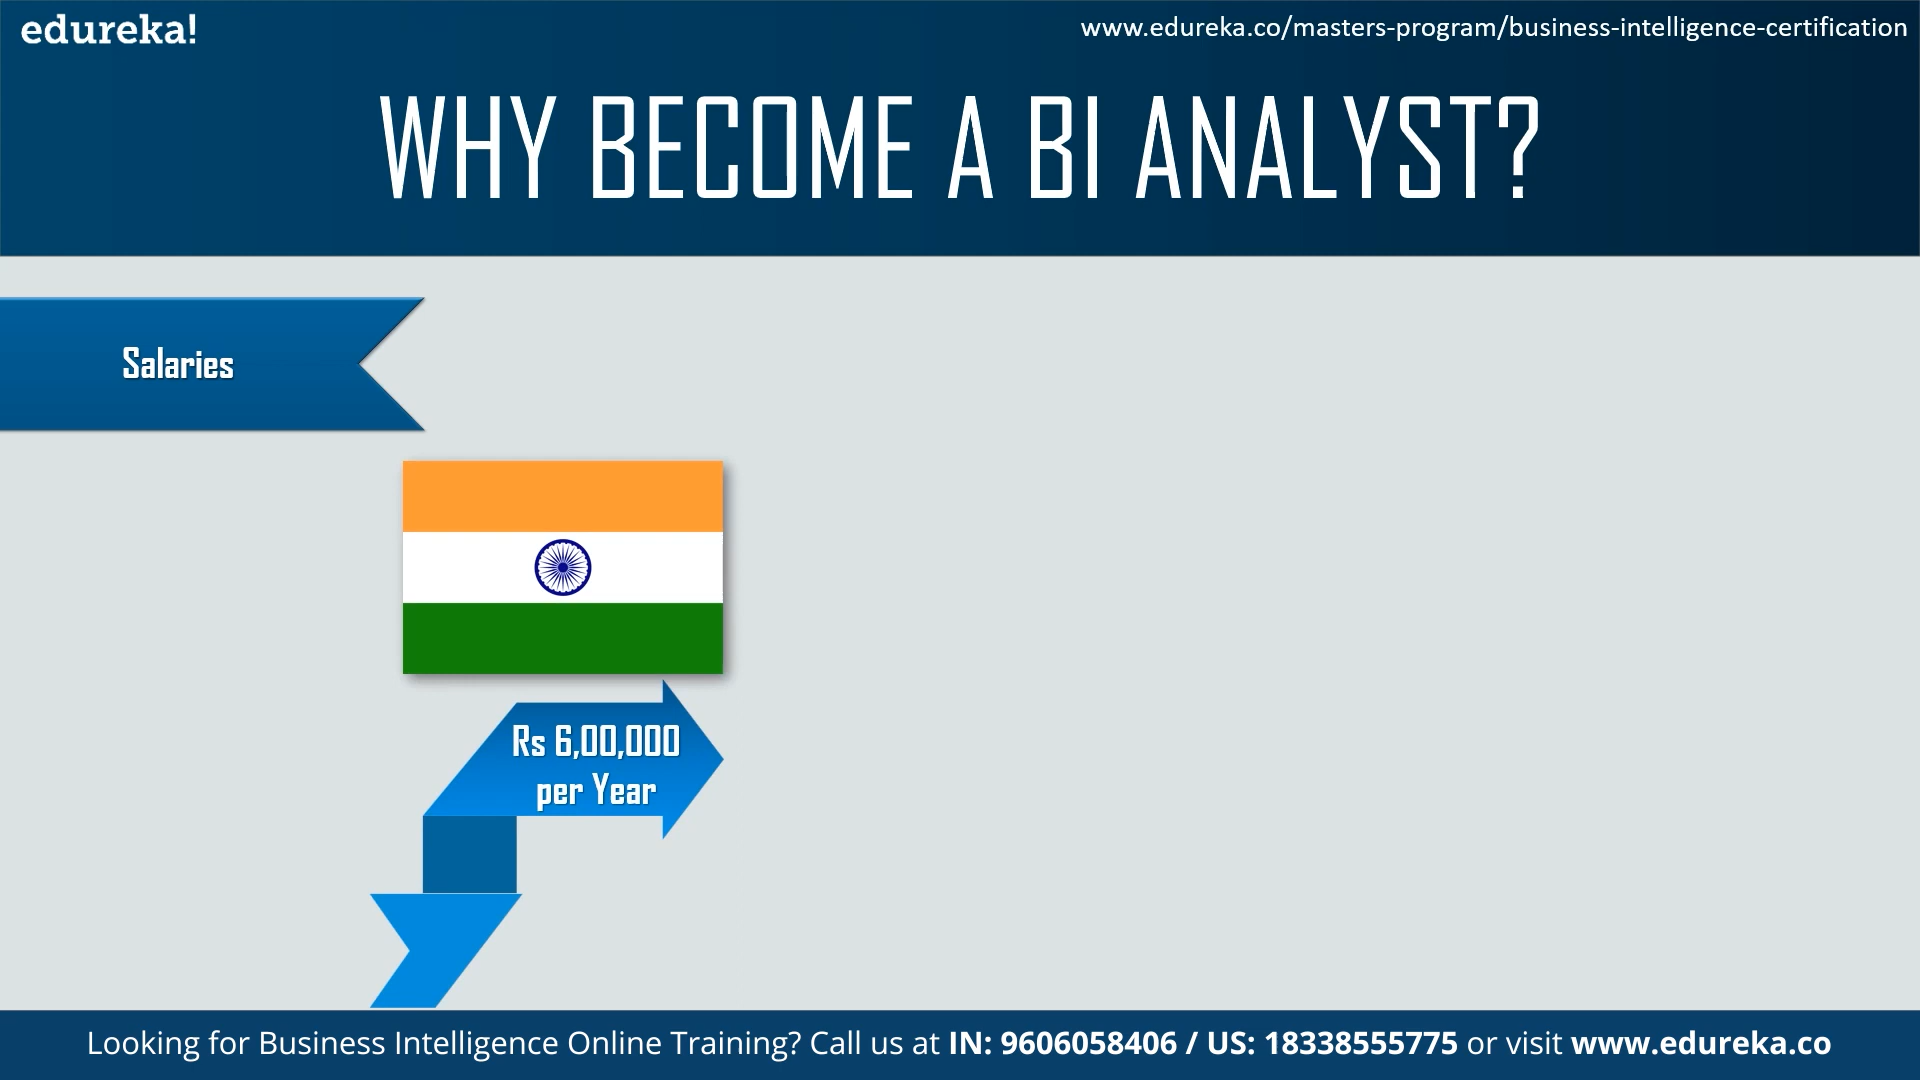 edureka!
www.edureka.co/masters-program/business-intelligence-certification
WHY BECOME A BI ANALYST?
Salaries
Rs 6,00,000
per Year
Looking for Business Intelligence Online Training? Call us at IN: 9606058406 / US: 18338555775 or visit www.edureka.co